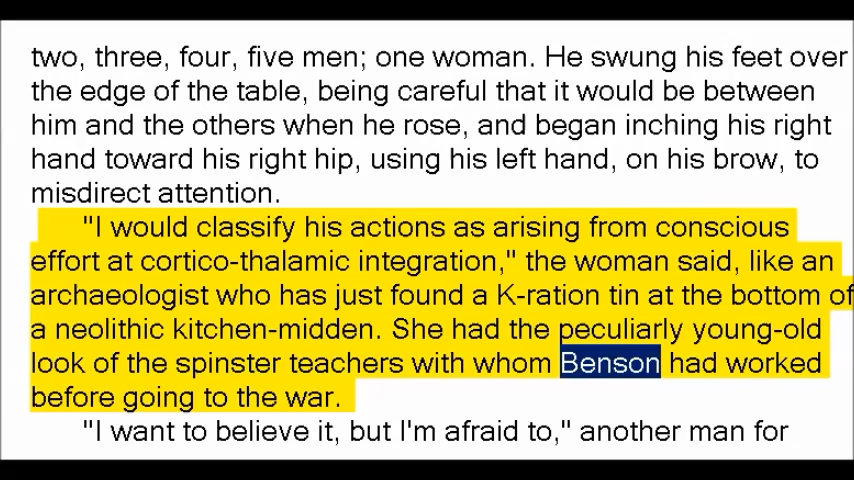 two, three, four, five men; one woman. He swung his feet over
the edge of the table, being careful that it would be between
him and the others when he rose, and began inching his right
hand toward his right hip, using his left hand, on his brow, to
misdirect attention.
"I would classify his actions as arising from conscious
effort at cortico-thalamic integration," the woman said, like an
archaeologist who has just found a K-ration tin at the bottom of
a neolithic kitchen-midden. She had the peculiarly young-old
look of the spinster teachers with whom Benson had worked
before going to the war.
"I want to believe it, but I'm afraid to," another man for